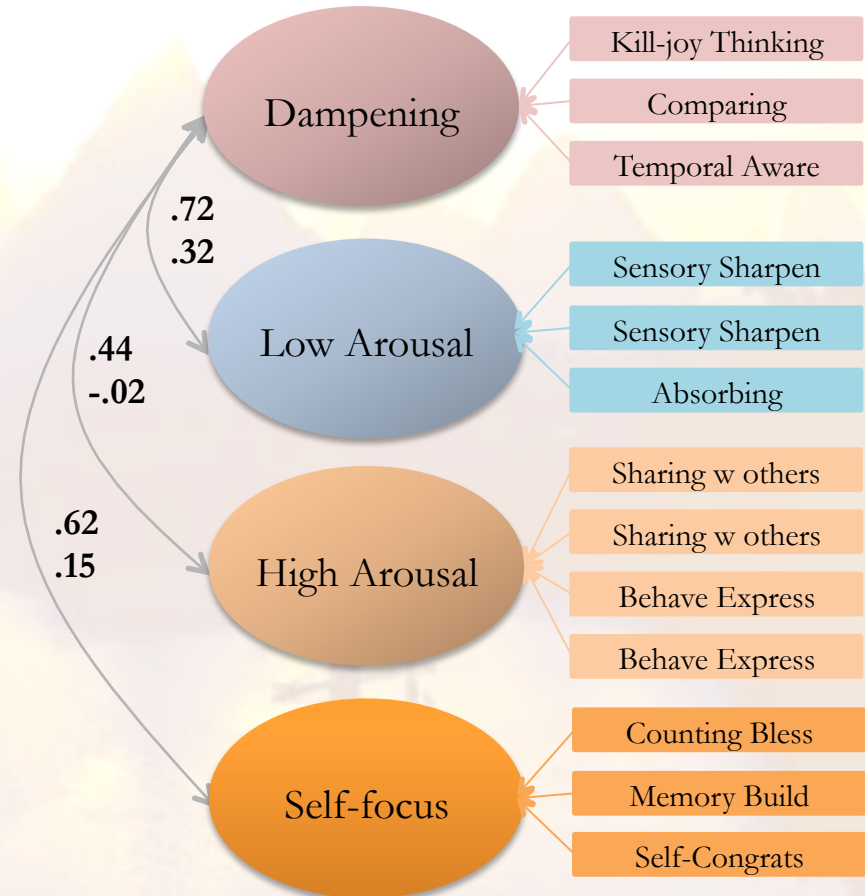 Dampening
Kill-joy Thinking
Comparing
Temporal Aware
.72
.32
Low Arousal
Sensory Sharpen
Sensory Sharpen
Absorbing
.44
-.02
High Arousal
Sharing w others
Sharing w others
Behave Express
Behave Express
.62
.15
Self-focus
Counting Bless
Memory Build
Self-Congrats